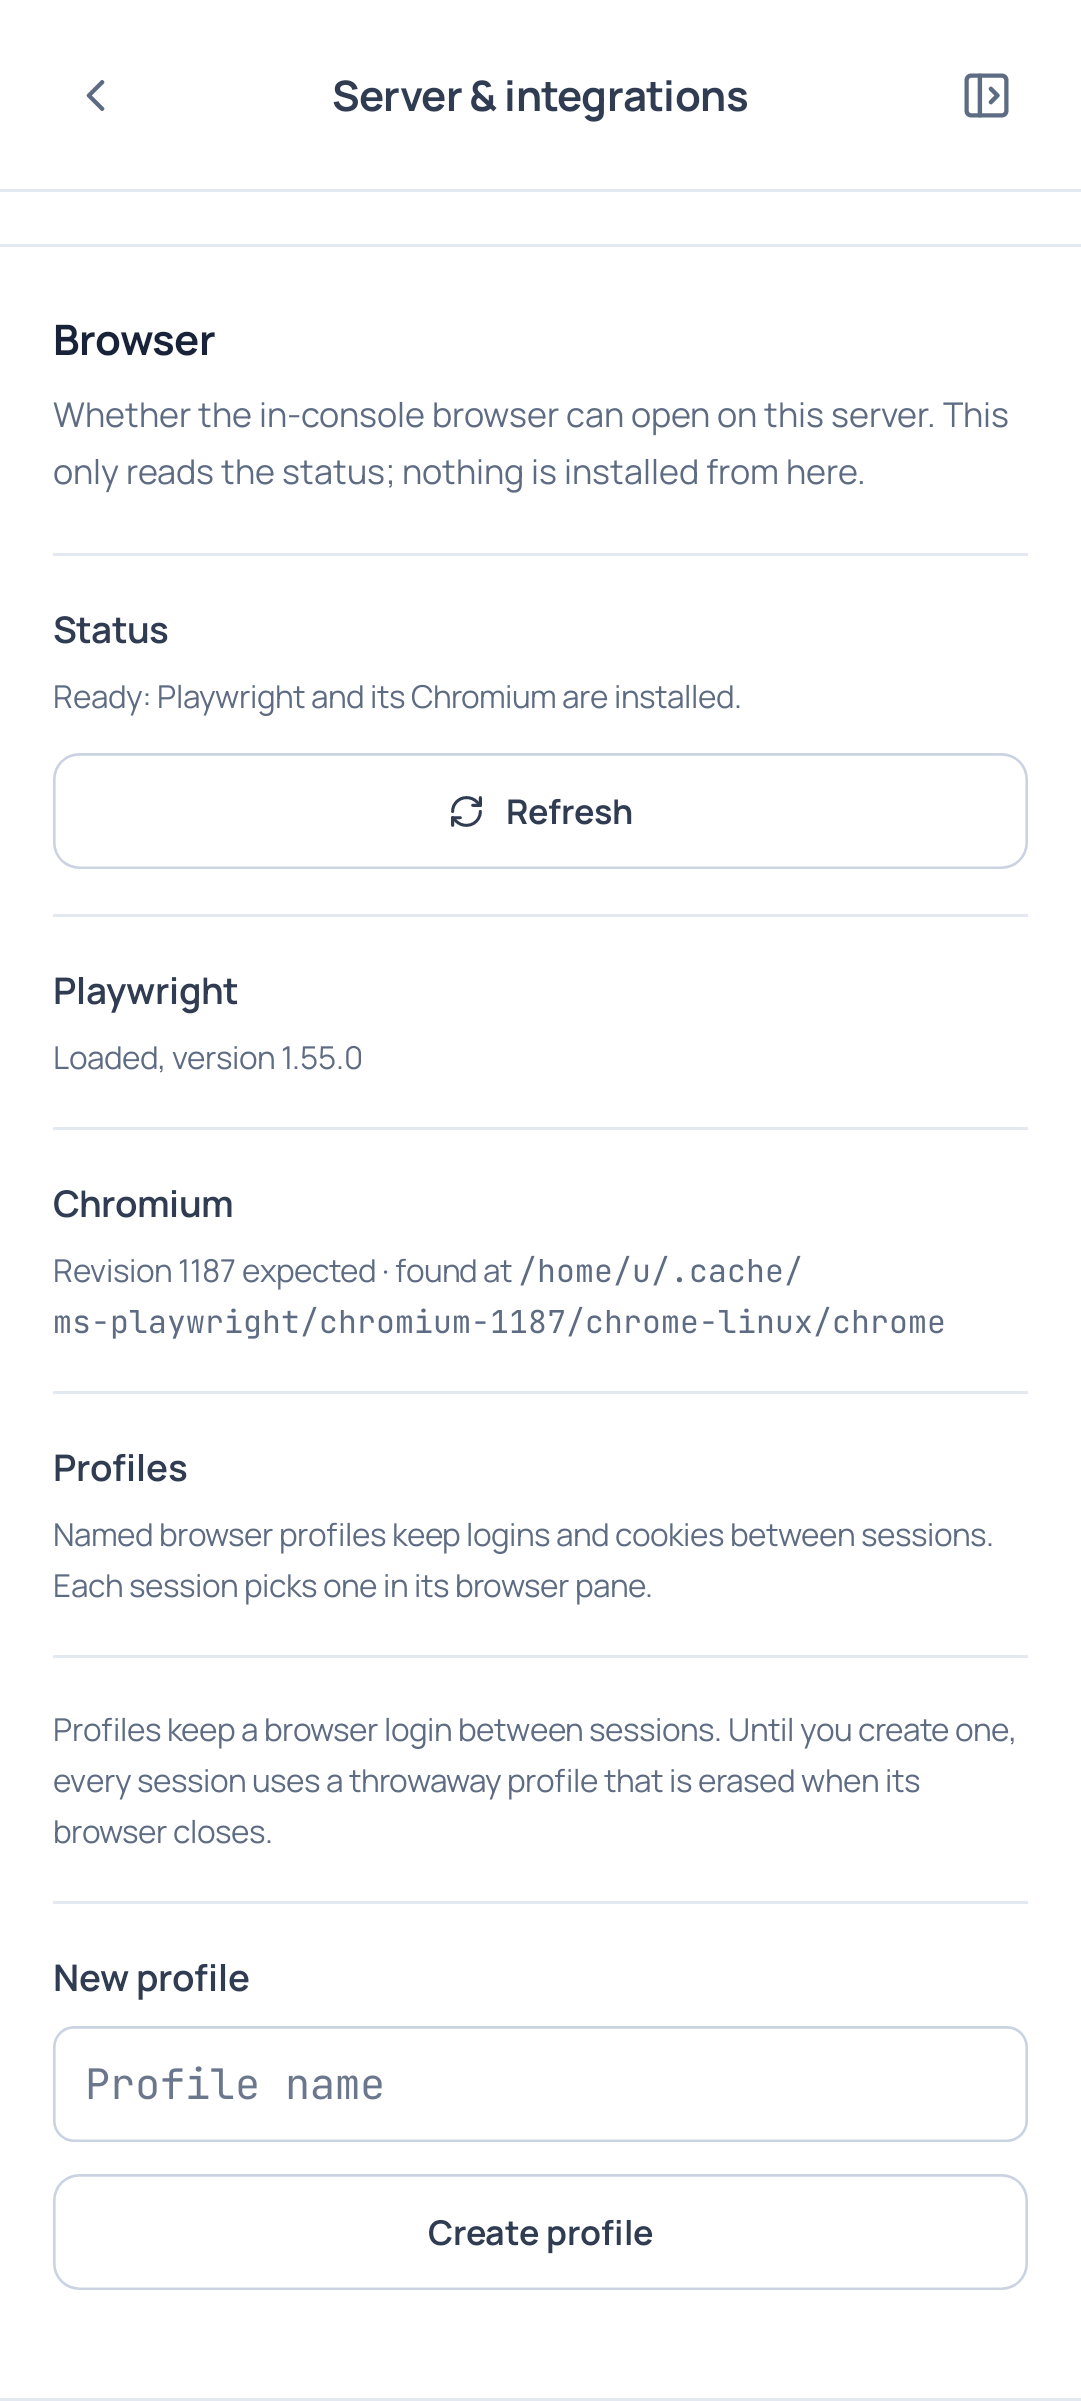 Server & integrations
Browser
Whether the in-console browser can open on this server. This
only reads the status; nothing is installed from here.
Status
Ready: Playwright and its Chromium are installed.
Refresh
Playwright
Loaded, version 1.55.0
Chromium
Revision 1187 expected · found at /home/u/.cache/
ms-playwright/chromium-1187/chrome-linux/chrome
Profiles
Named browser profiles keep logins and cookies between sessions.
Each session picks one in its browser pane.
Profiles keep a browser login between sessions. Until you create one,
every session uses a throwaway profile that is erased when its
browser closes.
New profile
Profile name
Create profile